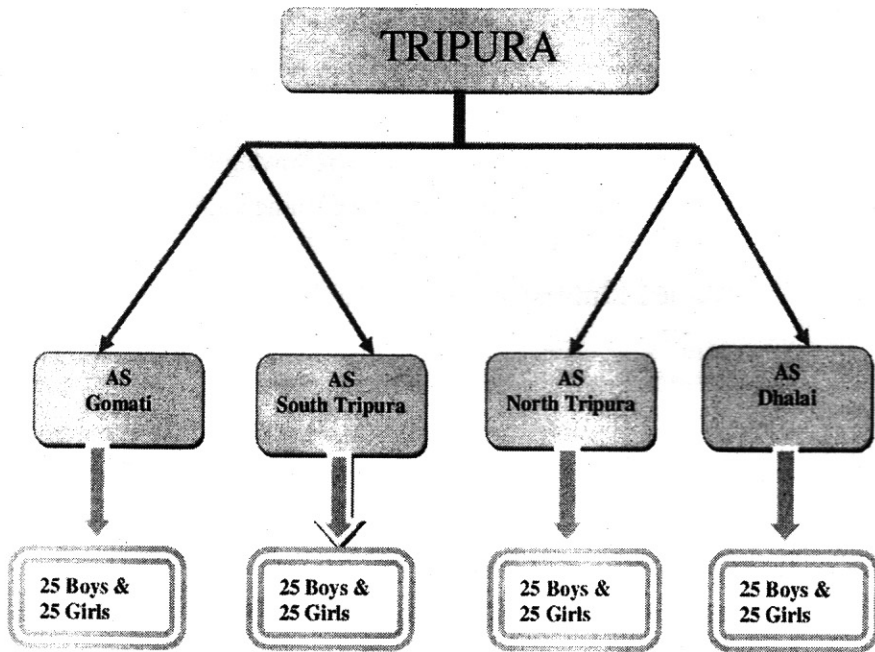 TRIPURA
AS
Gomati
AS
South Tripura
AS
North Tripura
AS
Dhalai
25 Boys &
25 Girls
25 Boys &
25 Girls
25 Boys &
25 Girls
25 Boys &
25 Girls